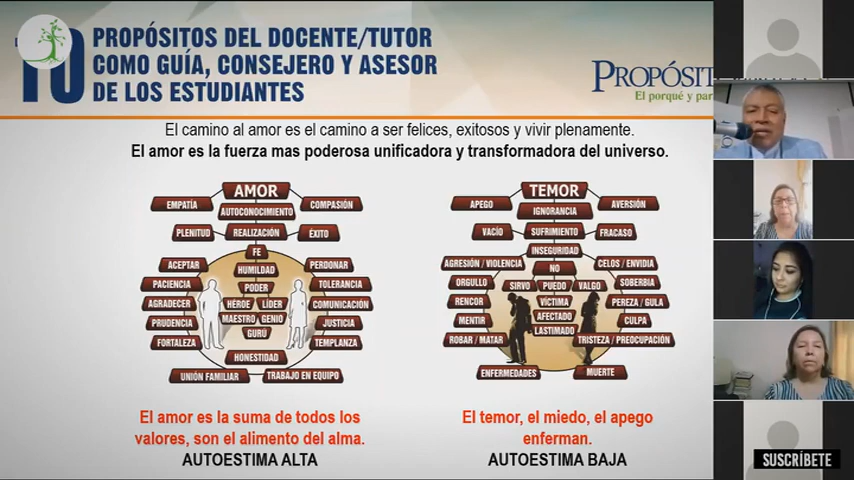 10 PROPÓSITOS DEL DOCENTE/TUTOR
COMO GUÍA, CONSEJERO Y ASESOR
DE LOS ESTUDIANTES
PROPÓSIT
El porqué y par
El camino al amor es el camino a ser felices, exitosos y vivir plenamente.
El amor es la fuerza mas poderosa unificadora y transformadora del universo.
AMOR
EMPATÍA
AUTOCONOCIMIENTO
COMPASIÓN
PLENITUD
REALIZACIÓN
ÉXITO
FE
ACEPTAR
HUMILDAD
PERDONAR
PACIENCIA
PODER
TOLERANCIA
AGRADECER
HÉROE
LÍDER
COMUNICACIÓN
PRUDENCIA
MAESTRO
GENIO
JUSTICIA
FORTALEZA
GURÚ
TEMPLANZA
HONESTIDAD
UNIÓN FAMILIAR
TRABAJO EN EQUIPO
El amor es la suma de todos los
valores, son el alimento del alma.
AUTOESTIMA ALTA
TEMOR
APEGO
IGNORANCIA
AVERSIÓN
VACÍO
SUFRIMIENTO
FRACASO
INSEGURIDAD
AGRESIÓN / VIOLENCIA
NO
CELOS / ENVIDIA
ORGULLO
SIRVO
PUEDO
VALGO
SOBERBIA
RENCOR
VÍCTIMA
PEREZA / GULA
MENTIR
AFECTADO
CULPA
ROBAR / MATAR
LASTIMADO
TRISTEZA / PREOCUPACIÓN
ENFERMEDADES
MUERTE
El temor, el miedo, el apego
enferman.
AUTOESTIMA BAJA
SUSCRÍBETE